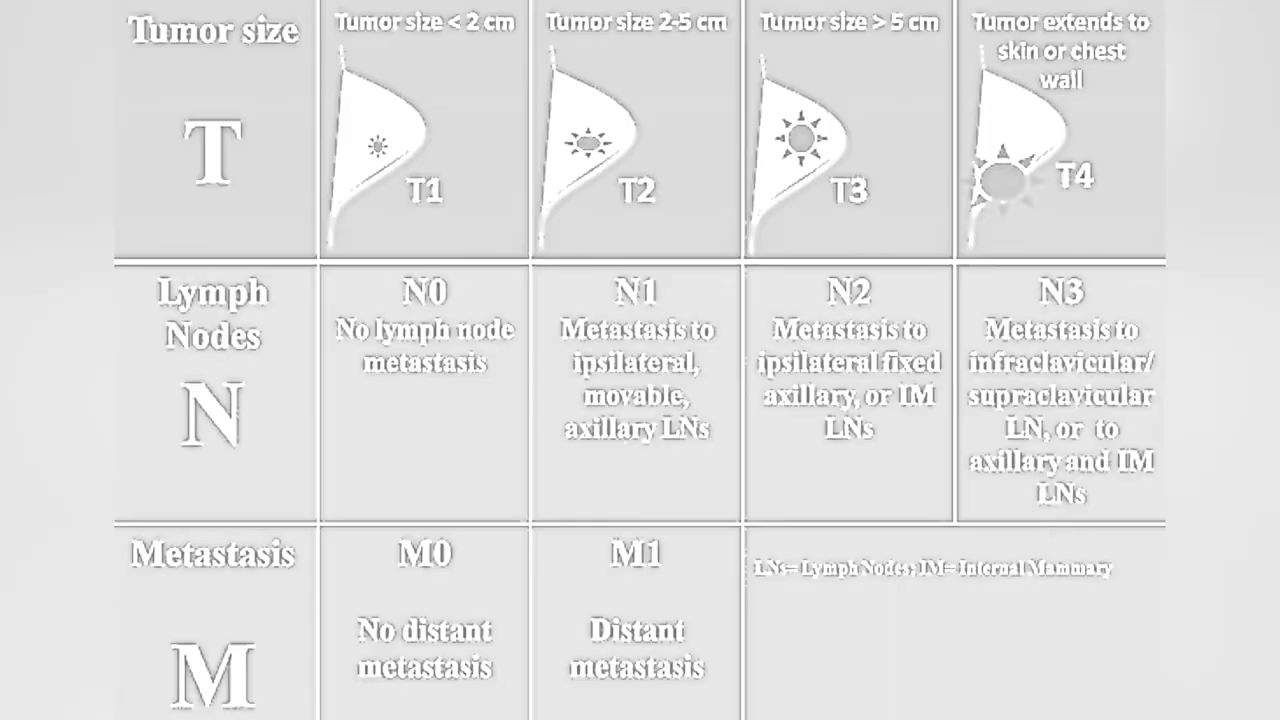 Tumor size
T
Tumor size < 2 cm
T1
Tumor size 2-5 cm
T2
Tumor size > 5 cm
T3
Tumor extends to
skin or chest
wall
T4
Lymph
Nodes
N
N0
No lymph node
metastasis
N1
Metastasis to
ipsilateral,
movable,
axillary LNs
N2
Metastasis to
ipsilateral fixed
axillary, or IM
LNs
N3
Metastasis to
infraclavicular/
supraclavicular
LN, or to
axillary and IM
LNs
Metastasis
M
M0
No distant
metastasis
M1
Distant
metastasis
LNs= Lymph Nodes; IM= Internal Mammary